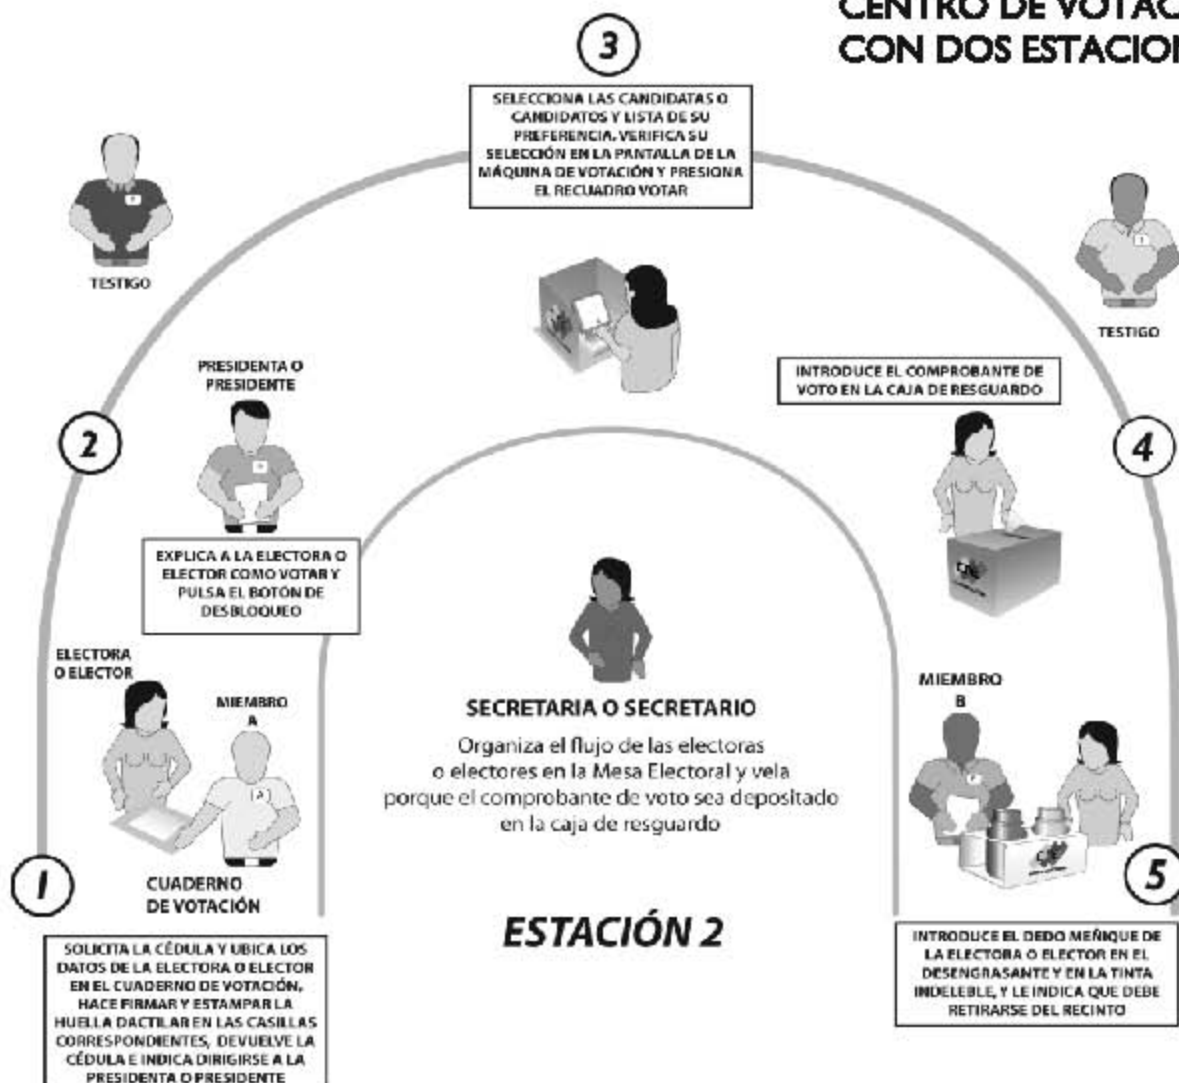 CENTRO DE
CON DOS
3
SELECCIONA LAS CANDIDATAS O
CANDIDATOS Y LISTA DE SU
PREFERENCIA. VERIFICA SU
SELECCIÓN EN LA PANTALLA DE LA
MÁQUINA DE VOTACIÓN Y PRESIONA
EL RECUADRO VOTAR
TESTIGO
TESTIGO
PRESIDENTA O
PRESIDENTE
2
EXPLICA A LA ELECTORA O
ELECTOR COMO VOTAR Y
PULSA EL BOTÓN DE
DESBLOQUEO
INTRODUCE EL COMPROBANTE DE
VOTO EN LA CAJA DE RESGUARDO
4
CNE
ELECTORA
O ELECTOR
MIEMBRO
A
A
CUADERNO
DE VOTACIÓN
1
SOLICITA LA CÉDULA Y UBICA LOS
DATOS DE LA ELECTORA O ELECTOR
EN EL CUADERNO DE VOTACIÓN,
HACE FIRMAR Y ESTAMPAR LA
HUELLA DACTILAR EN LAS CASILLAS
CORRESPONDIENTES, DEVUELVE LA
CÉDULA E INDICA DIRIGIRSE A LA
PRESIDENTA O PRESIDENTE
SECRETARIA O SECRETARIO
Organiza el flujo de las electoras
o electores en la Mesa Electoral y vela
porque el comprobante de voto sea depositado
en la caja de resguardo
ESTACIÓN 2
MIEMBRO
B
CNE
5
INTRODUCE EL DEDO MEÑIQUE DE
LA ELECTORA O ELECTOR EN EL
DESENGRASANTE Y EN LA TINTA
INDELEBLE, Y LE INDICA QUE DEBE
RETIRARSE DEL RECINTO